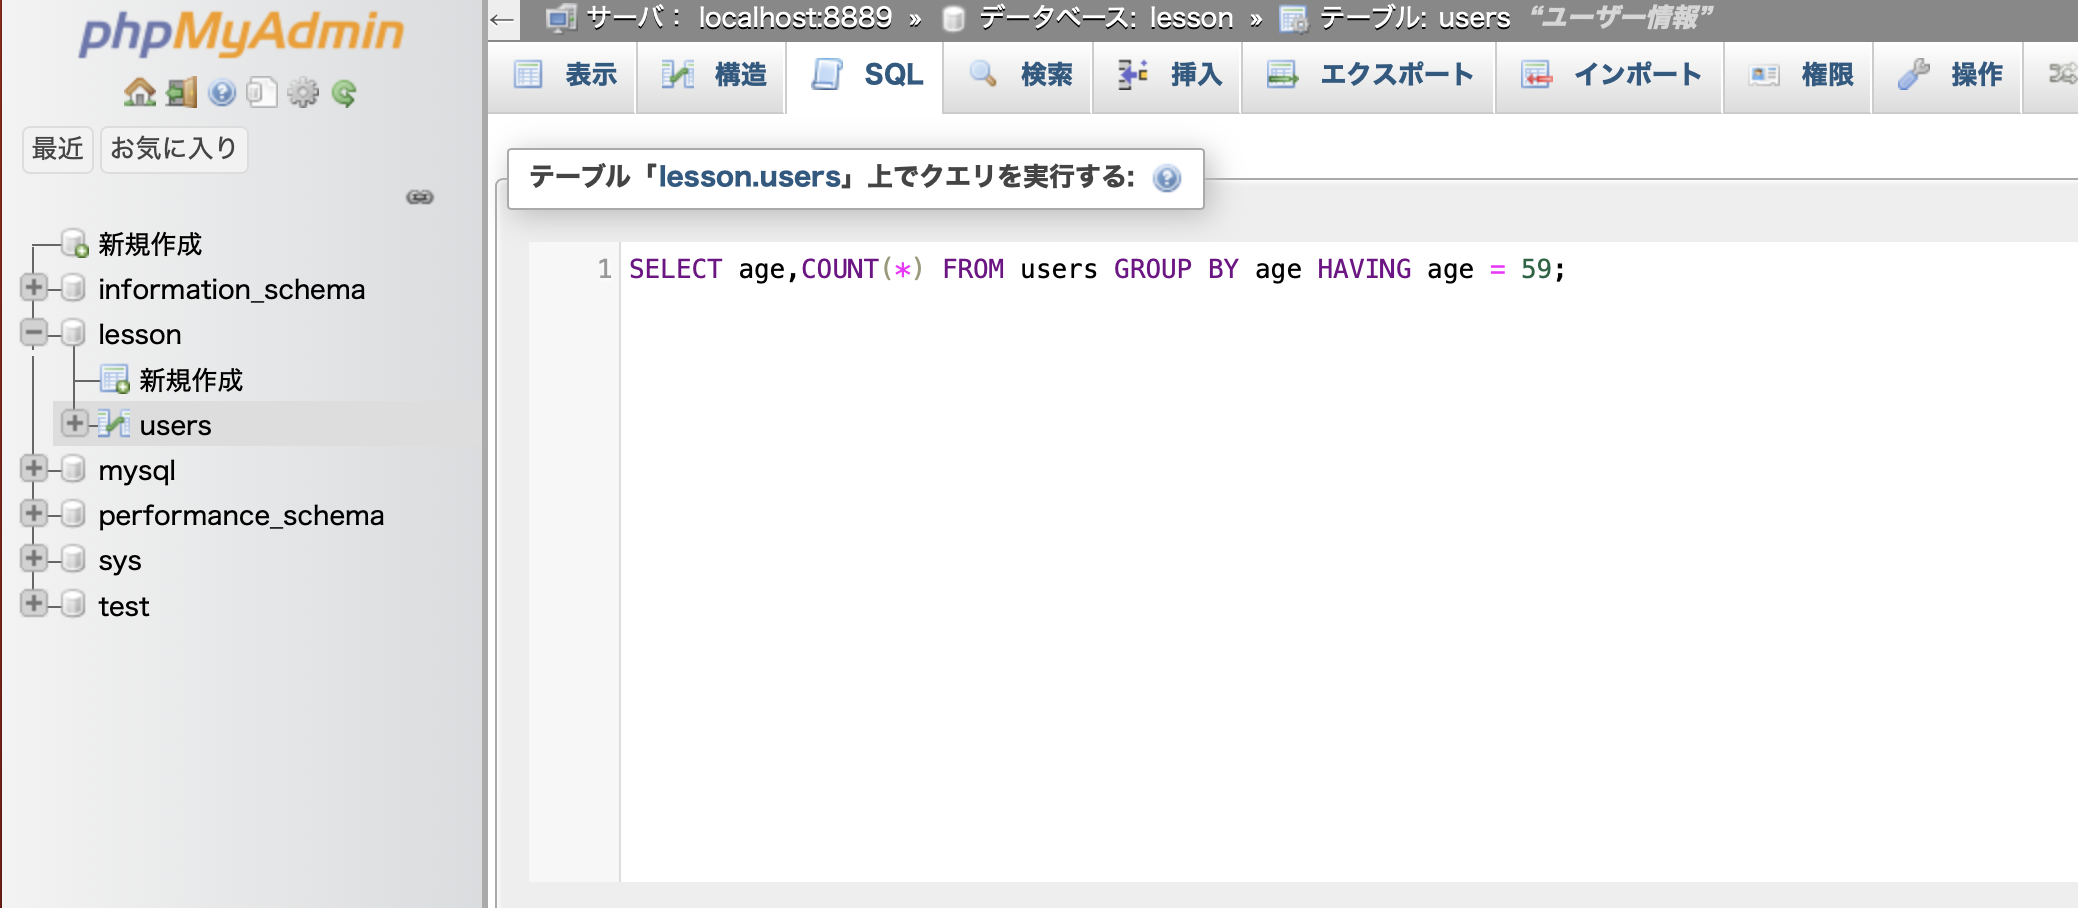 phpMyAdmin
最近 お気に入り
新規作成
information_schema
lesson
新規作成
users
mysql
performance_schema
sys
test
サーバ: localhost:8889 » データベース: lesson » テーブル: users “ユーザー情報”
表示 構造 SQL 検索 挿入 エクスポート インポート 権限 操作
テーブル「lesson.users」上でクエリを実行する:
1 SELECT age,COUNT(*) FROM users GROUP BY age HAVING age = 59;